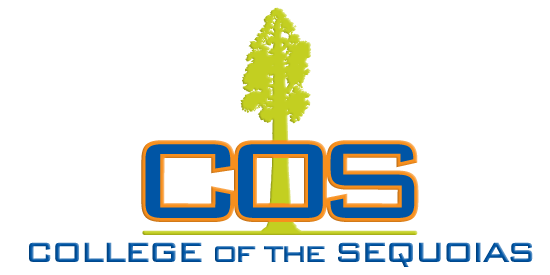 COS
COLLEGE OF THE SEQUOIAS